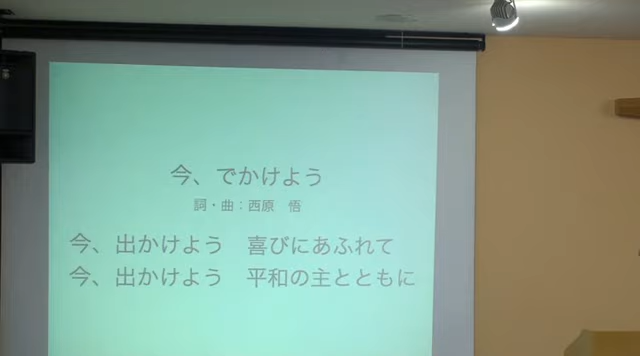 今、でかけよう
詞・曲：西原　悟
今、出かけよう　喜びにあふれて
今、出かけよう　平和の主とともに